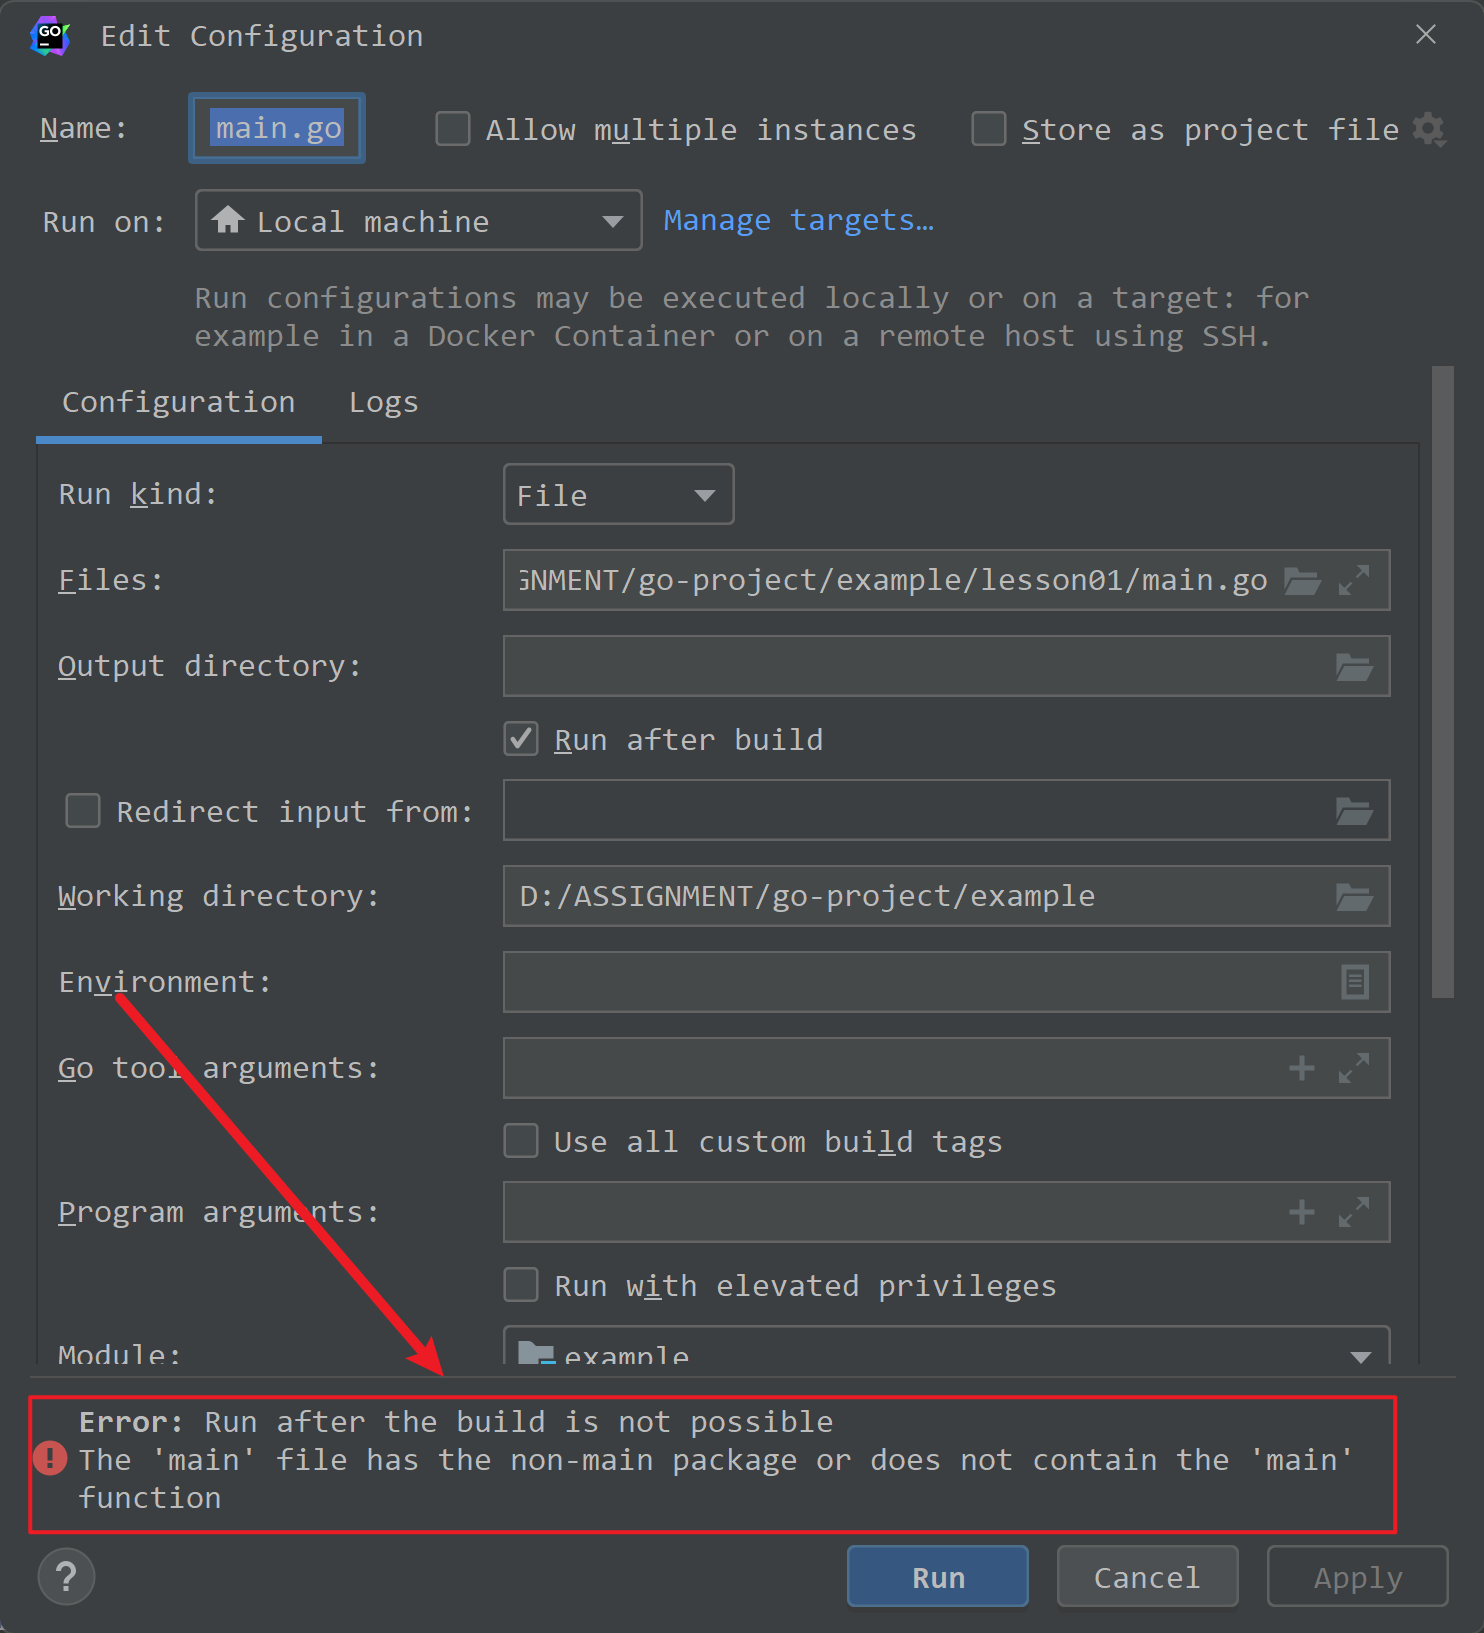 GO Edit Configuration
Name: main.go Allow multiple instances Store as project file
Run on: Local machine Manage targets…
Run configurations may be executed locally or on a target: for
example in a Docker Container or on a remote host using SSH.
Configuration Logs
Run kind: File
Files: GNMENT/go-project/example/lesson01/main.go
Output directory:
Run after build
Redirect input from:
Working directory: D:/ASSIGNMENT/go-project/example
Environment:
Go tool arguments:
Use all custom build tags
Program arguments:
Run with elevated privileges
Module: example
Error: Run after the build is not possible
The 'main' file has the non-main package or does not contain the 'main'
function
? Run Cancel Apply